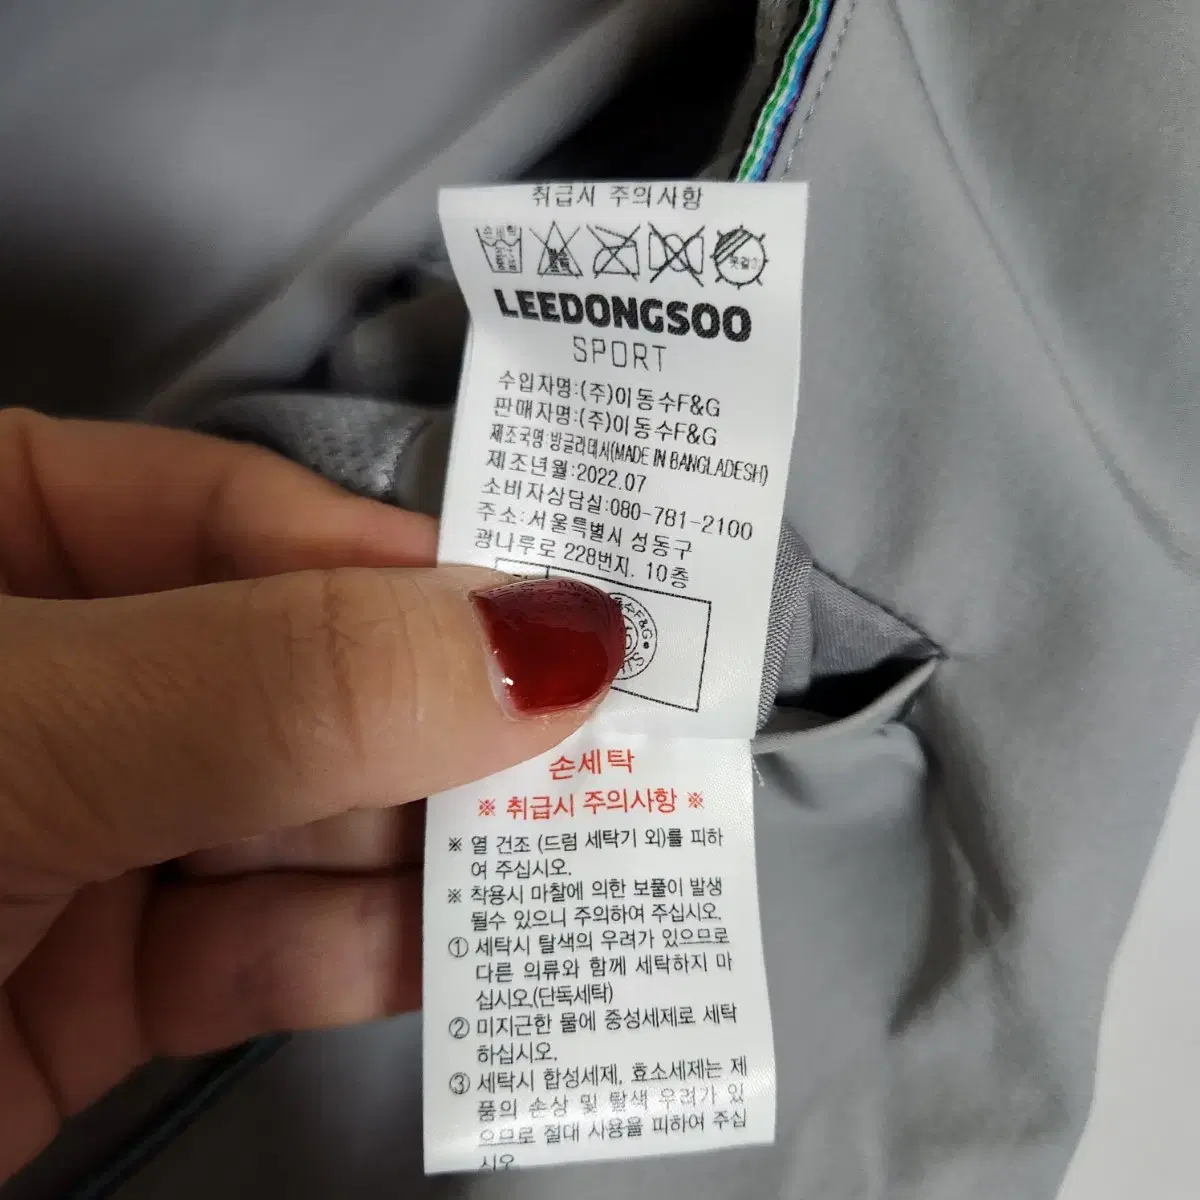 취급시 주의사항
손세탁
중성
LEEDONGSOO
SPORT
수입자명:(주)이동수F&G
판매자명:(주)이동수F&G
제조국명:방글라데시(MADE IN BANGLADESH)
제조년월:2022.07
소비자상담실:080-781-2100
주소:서울특별시 성동구
광나루로 228번지. 10층
수F&G
손세탁
※ 취급시 주의사항 ※
※ 열 건조 (드럼 세탁기 외)를 피하
여 주십시오.
※ 착용시 마찰에 의한 보풀이 발생
될수 있으니 주의하여 주십시오.
① 세탁시 탈색의 우려가 있으므로
다른 의류와 함께 세탁하지 마
십시오.(단독세탁)
② 미지근한 물에 중성세제로 세탁
하십시오.
③ 세탁시 합성세제, 효소세제는 제
품의 손상 및 탈색 우려가 있
으므로 절대 사용을 피하여 주십
시오.